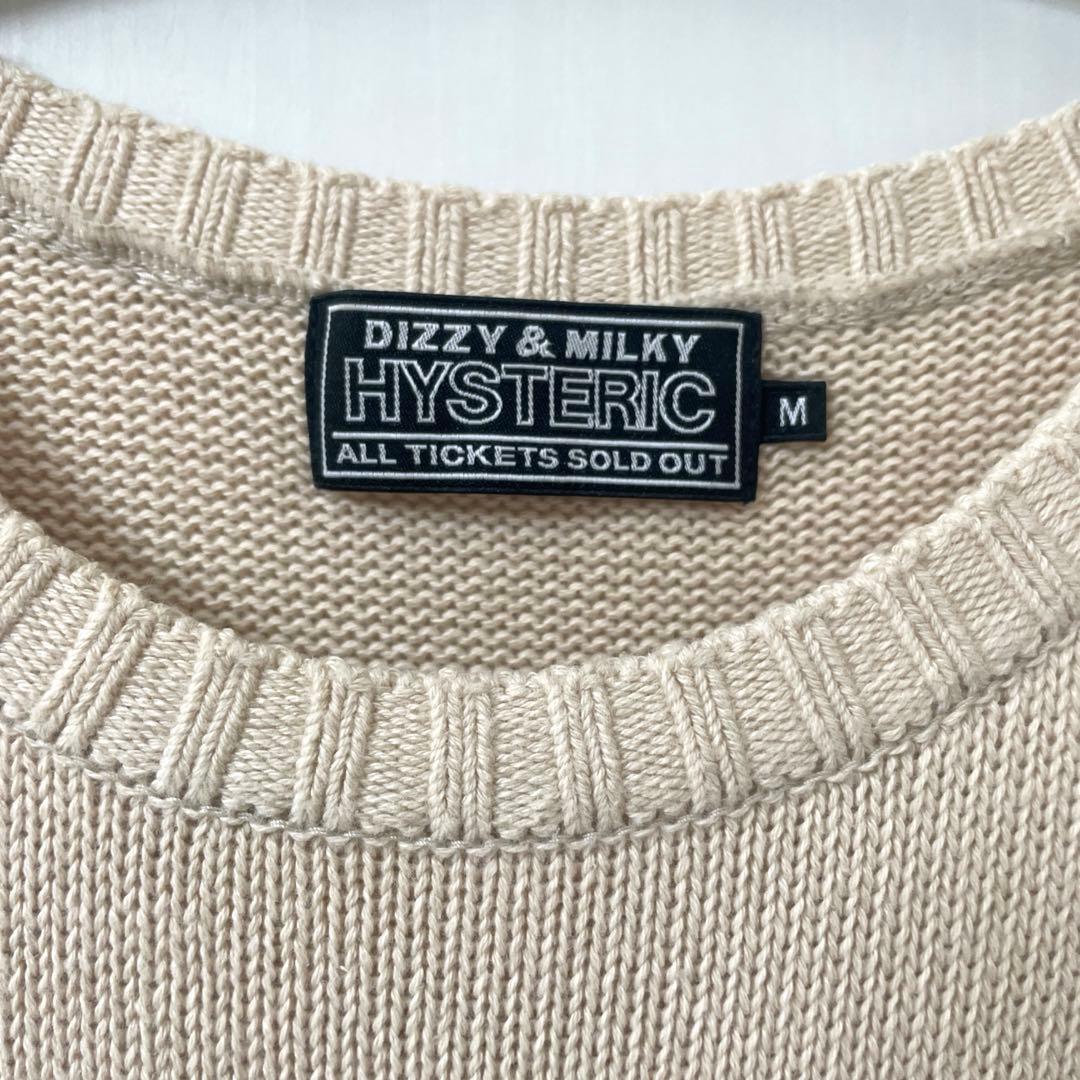 DIZZY & MILKY
HYSTERIC
ALL TICKETS SOLD OUT
M